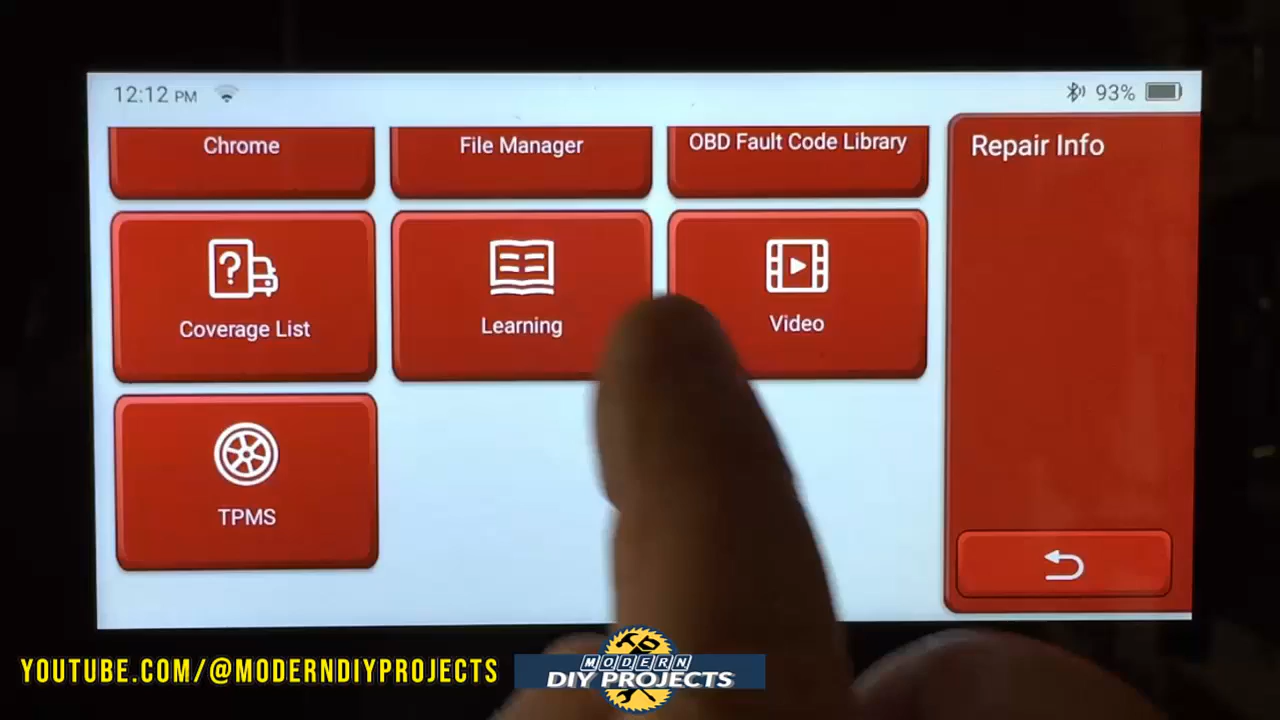 12:12 PM
93%
Chrome
File Manager
OBD Fault Code Library
Repair Info
Coverage List
Learning
Video
TPMS
YOUTUBE.COM/@MODERNDIYPROJECTS
MODERN
DIY PROJECTS